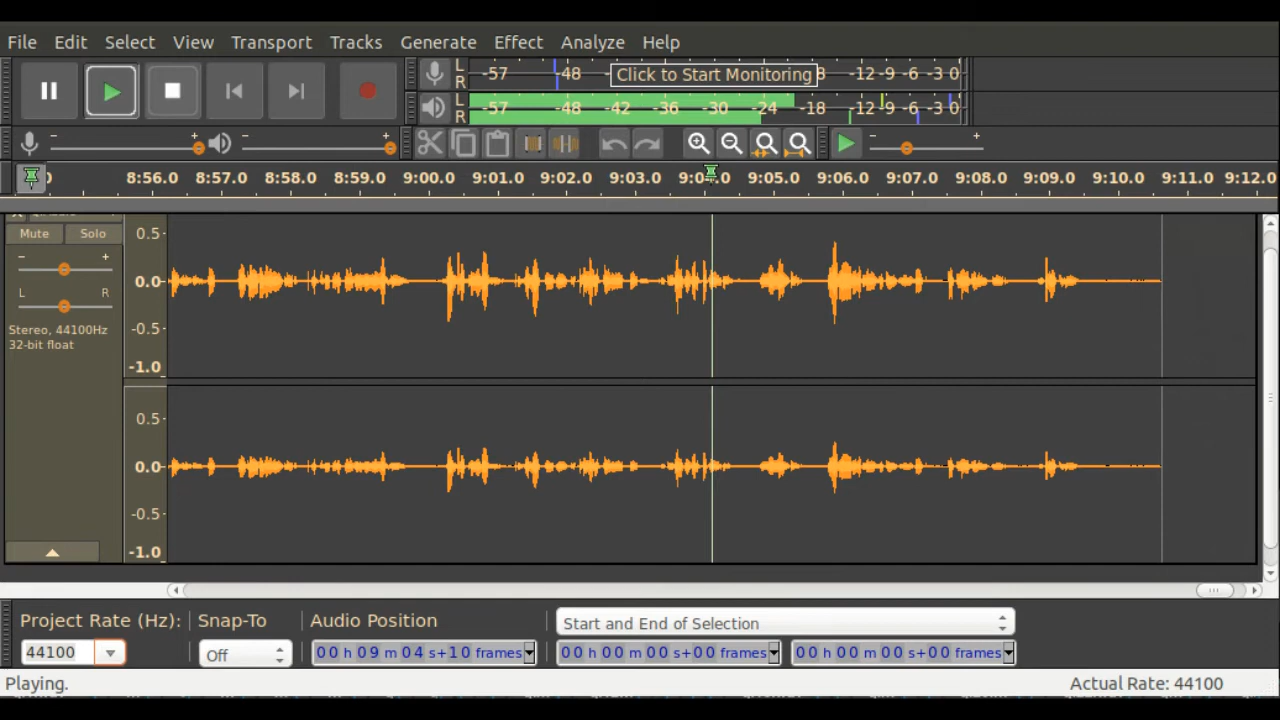 File Edit Select View Transport Tracks Generate Effect Analyze Help
L R -57 -48 Click to Start Monitoring 8 -12 -9 -6 -3 0
L R -57 -48 -42 -36 -30 -24 -18 -12 -9 -6 -3 0
8:56.0 8:57.0 8:58.0 8:59.0 9:00.0 9:01.0 9:02.0 9:03.0 9:05.0 9:06.0 9:07.0 9:08.0 9:09.0 9:10.0 9:11.0 9:12.0
Mute Solo
L R
Stereo, 44100Hz
32-bit float
0.5
0.0
-0.5
-1.0
0.5
0.0
-0.5
-1.0
Project Rate (Hz): Snap-To Audio Position Start and End of Selection
44100 Off 00 h 09 m 04 s+10 frames 00 h 00 m 00 s+00 frames 00 h 00 m 00 s+00 frames
Playing. Actual Rate: 44100